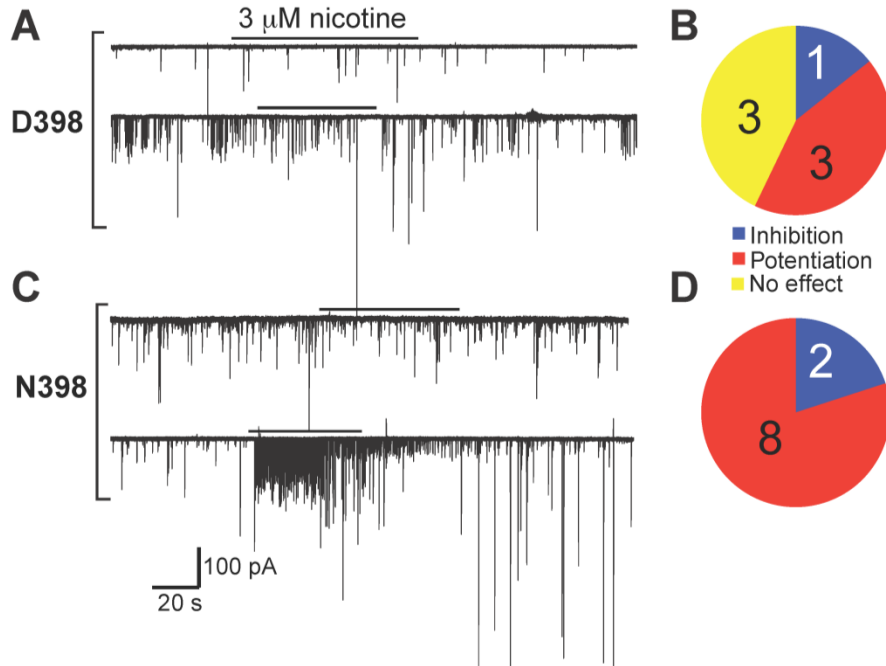 A
3 μM nicotine
D398
B
1
3
3
Inhibition
Potentiation
No effect
C
N398
100 pA
20 s
D
2
8